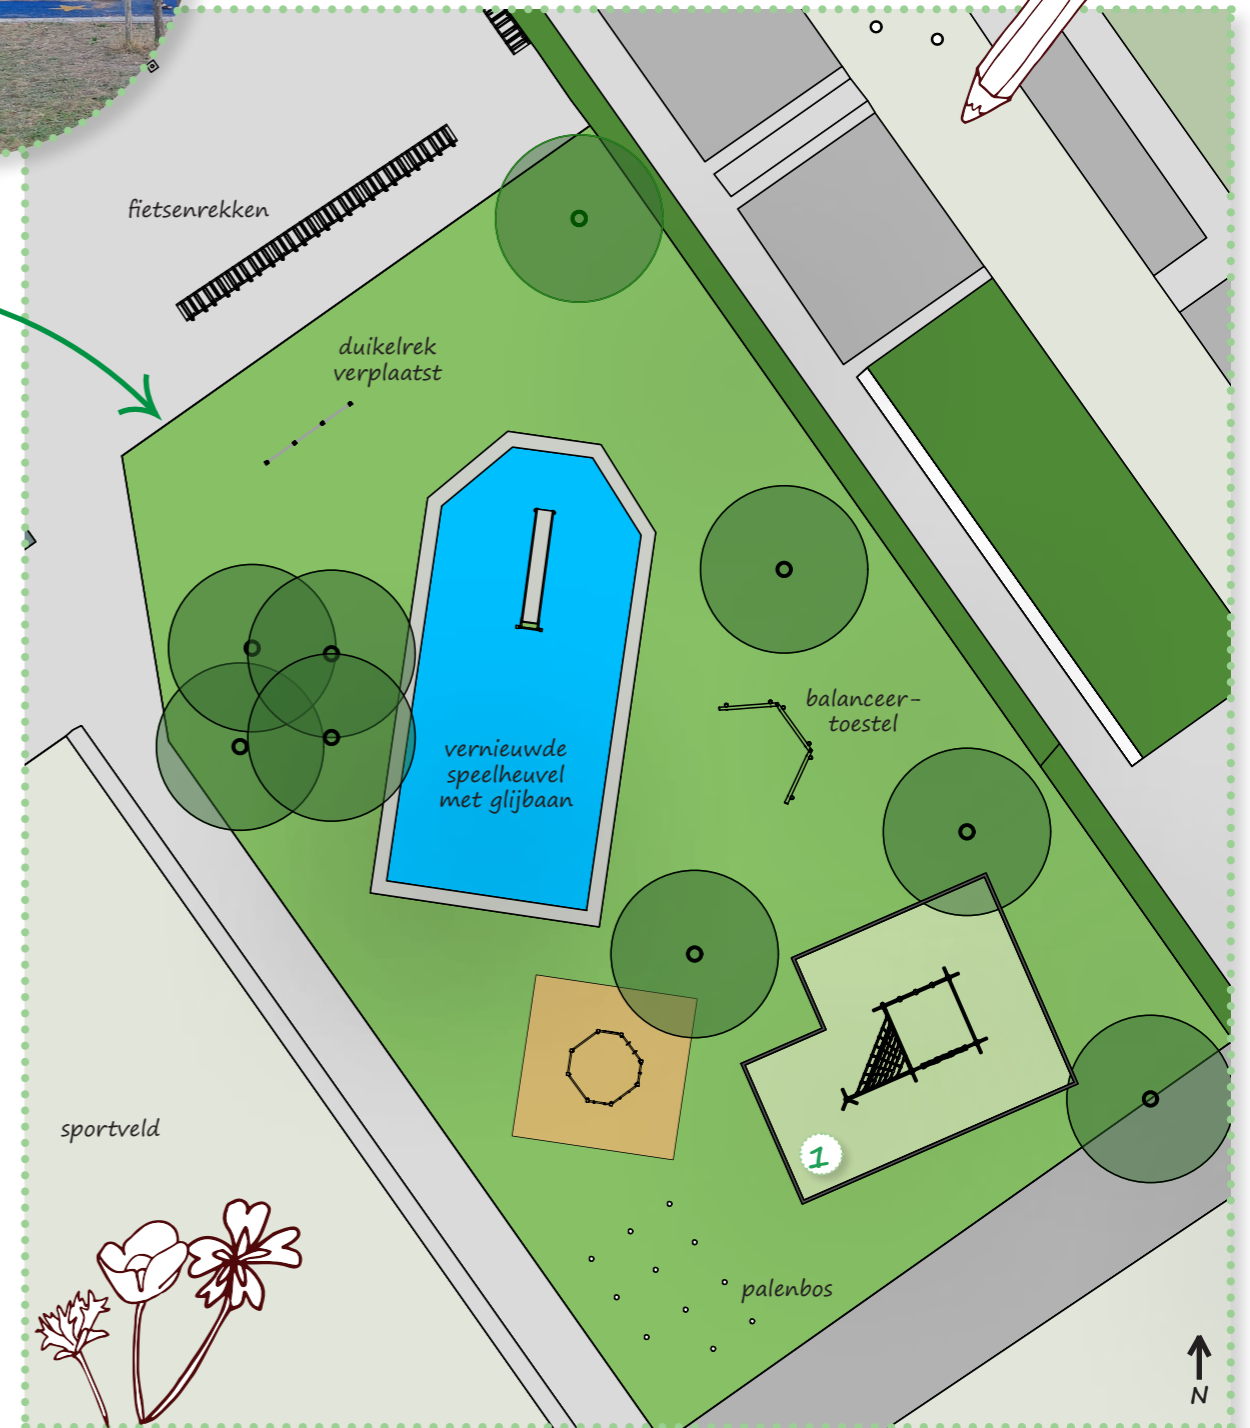 fietsenrekken
duikelrek
verplaatst
balanceer-
toestel
vernieuwde
speelheuvel
met glijbaan
sportveld
1
palenbos
N